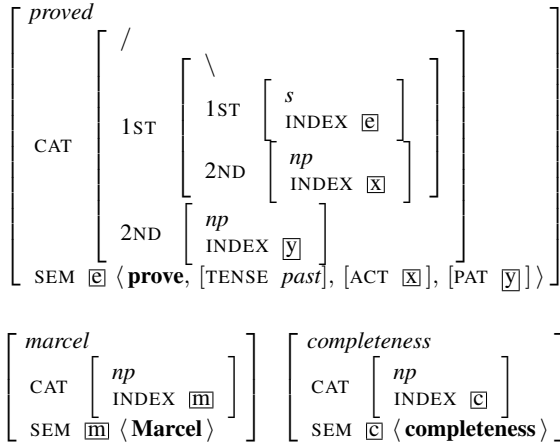 proved
/
\
1ST s
INDEX e
CAT 1ST
2ND np
INDEX x
2ND np
INDEX y
SEM e ⟨ prove, [TENSE past], [ACT x], [PAT y] ⟩
marcel
CAT np
INDEX m
SEM m ⟨ Marcel ⟩
completeness
CAT np
INDEX c
SEM c ⟨ completeness ⟩